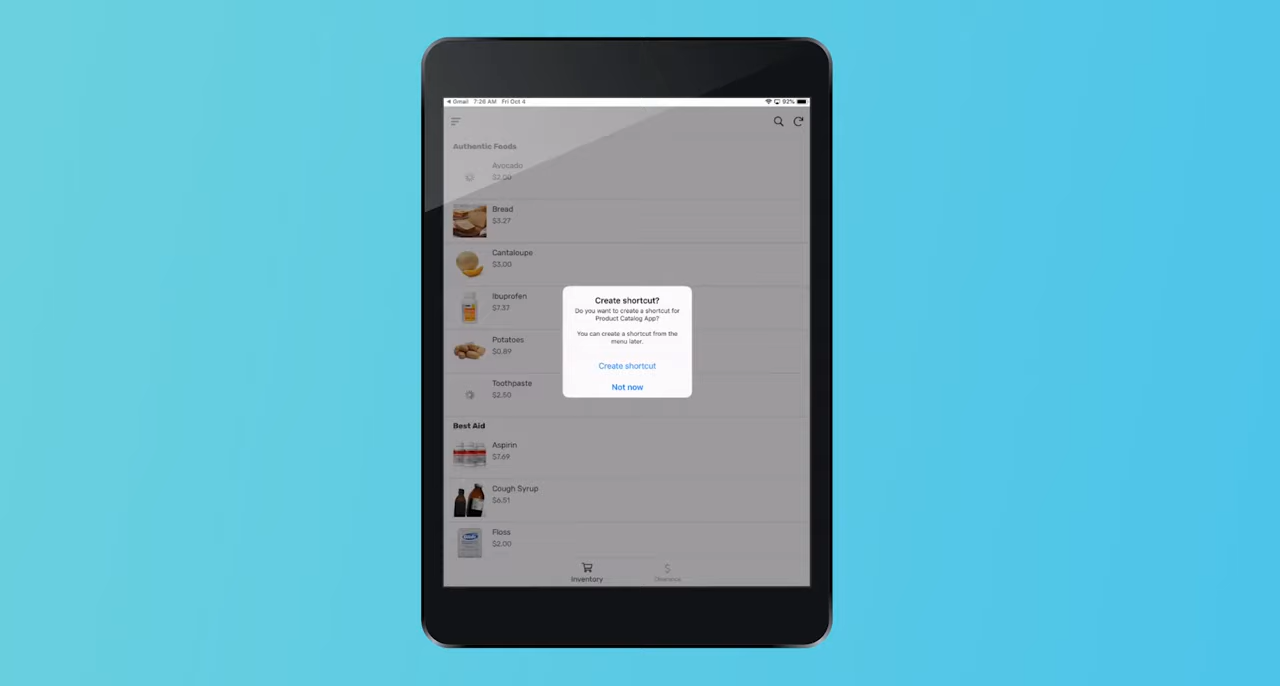 Gmail 7:26 AM Fri Oct 4 92%
Authentic Foods
Avocado
$2.00
Bread
$3.27
Cantaloupe
$3.00
Ibuprofen
$7.37
Potatoes
$0.89
Toothpaste
$2.50
Create shortcut?
Do you want to create a shortcut for
Product Catalog App?
You can create a shortcut from the
menu later.
Create shortcut
Not now
Best Aid
Aspirin
$7.69
Cough Syrup
$6.51
Floss
$2.00
Inventory